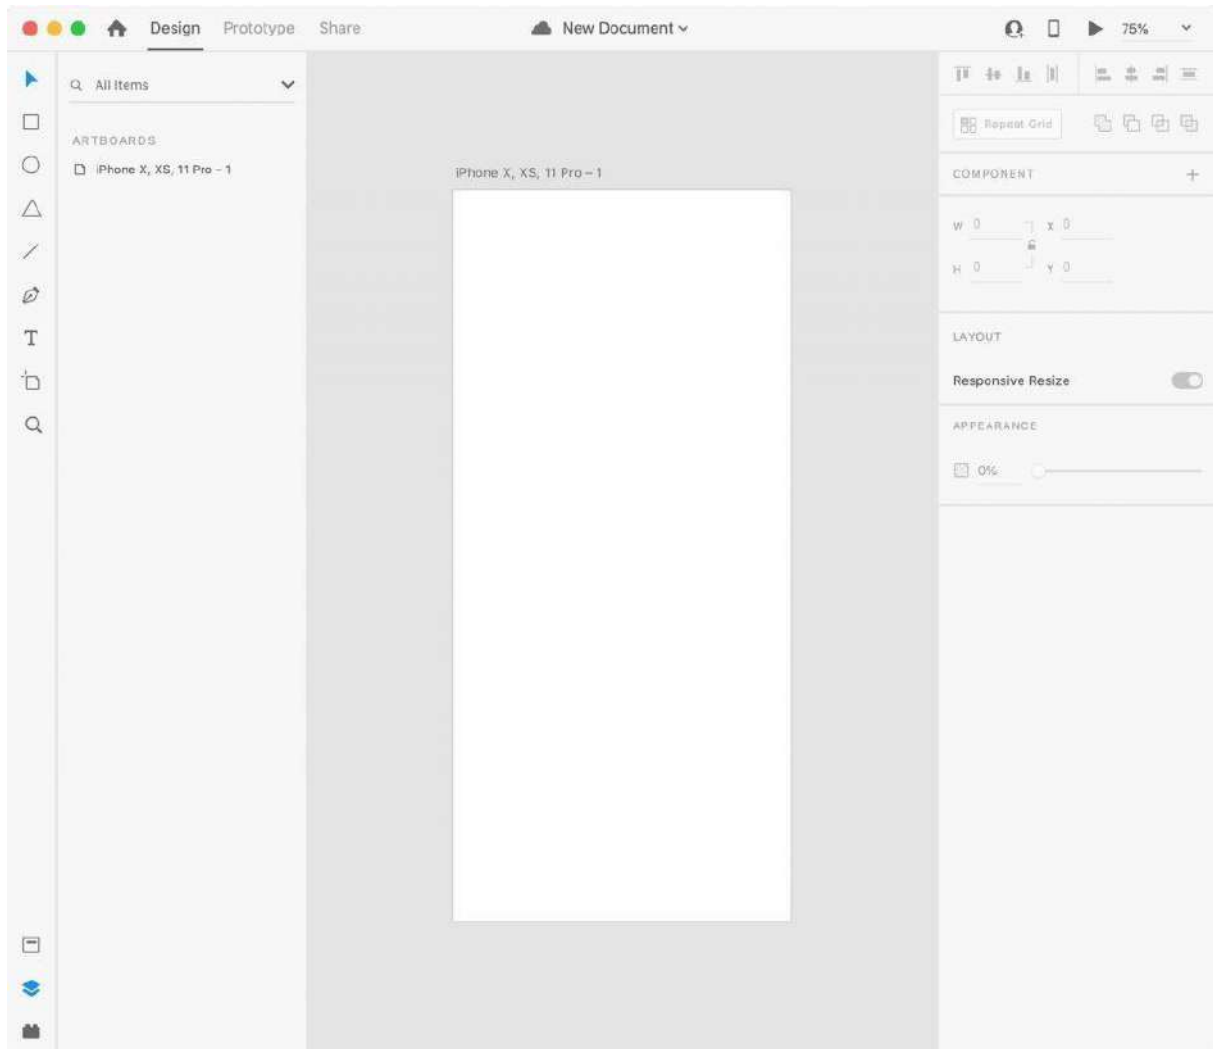 Design Prototype Share New Document 75%
All Items
ARTBOARDS
iPhone X, XS, 11 Pro – 1
iPhone X, XS, 11 Pro – 1
Repeat Grid
COMPONENT
W 0 X 0
H 0 Y 0
LAYOUT
Responsive Resize
APPEARANCE
0%
T